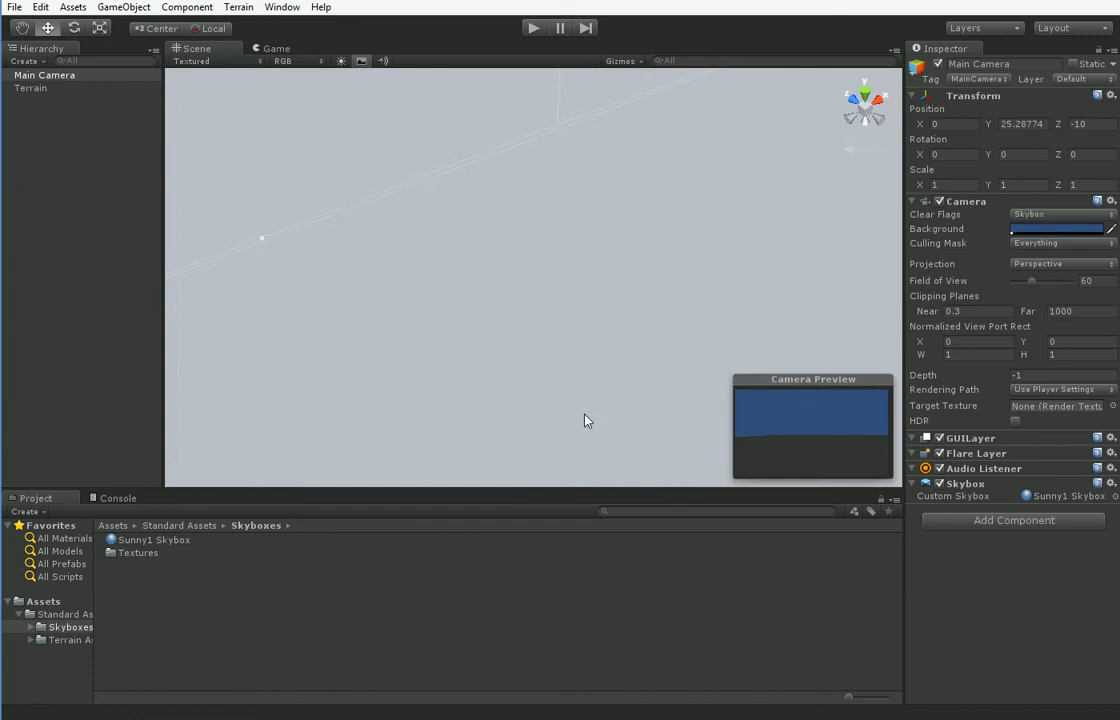 File Edit Assets GameObject Component Terrain Window Help
Center Local Layers Layout
Hierarchy Scene Game Inspector
Create All Textured RGB Gizmos All Main Camera Static
Main Camera Tag MainCamera Layer Default
Terrain y z x Transform
Position
X 0 Y 25.28774 Z -10
Rotation
X 0 Y 0 Z 0
Scale
X 1 Y 1 Z 1
Camera
Clear Flags Skybox
Background
Culling Mask Everything
Projection Perspective
Field of View 60
Clipping Planes
Near 0.3 Far 1000
Normalized View Port Rect
X 0 Y 0
W 1 H 1
Camera Preview Depth -1
Rendering Path Use Player Settings
Target Texture None (Render Textu
HDR
GUILayer
Flare Layer
Audio Listener
Skybox
Custom Skybox Sunny1 Skybox
Add Component
Project Console
Create
Favorites Assets Standard Assets Skyboxes
All Materials Sunny1 Skybox
All Models Textures
All Prefabs
All Scripts
Assets
Standard As
Skyboxes
Terrain A